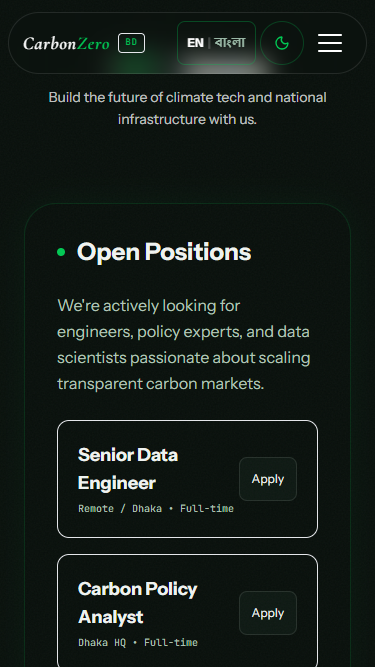 CarbonZero BD EN | বাংলা
Build the future of climate tech and national
infrastructure with us.
Open Positions
We're actively looking for
engineers, policy experts, and data
scientists passionate about scaling
transparent carbon markets.
Senior Data
Engineer
Remote / Dhaka • Full-time
Apply
Carbon Policy
Analyst
Dhaka HQ • Full-time
Apply